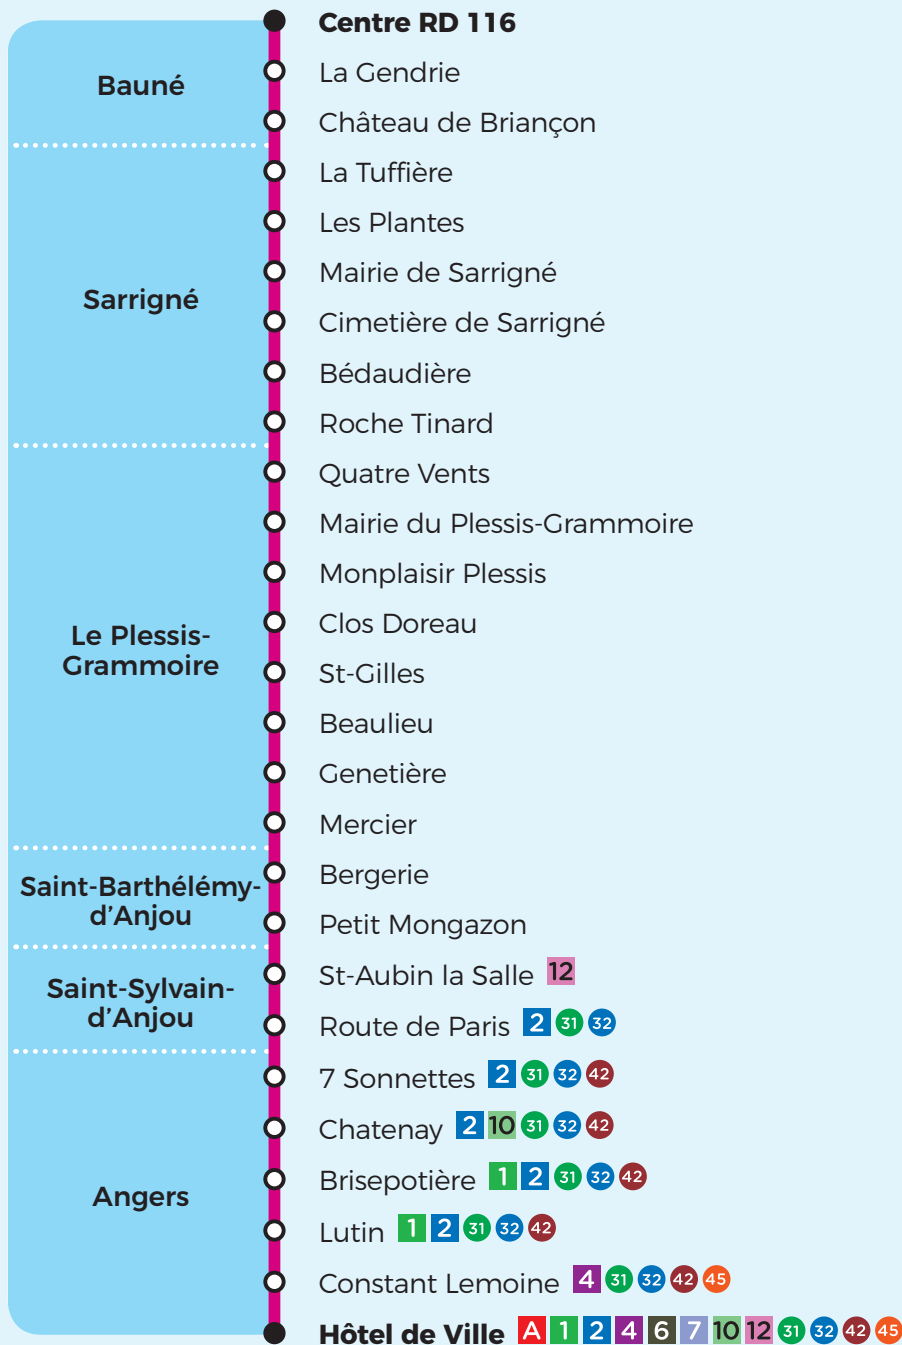 Centre RD 116
Bauné
La Gendrie
Château de Briançon
La Tuffière
Les Plantes
Mairie de Sarrigné
Sarrigné
Cimetière de Sarrigné
Bédaudière
Roche Tinard
Quatre Vents
Mairie du Plessis-Grammoire
Monplaisir Plessis
Clos Doreau
Le Plessis-
Grammoire
St-Gilles
Beaulieu
Genetière
Mercier
Bergerie
Saint-Barthélémy-
d'Anjou
Petit Mongazon
St-Aubin la Salle 12
Saint-Sylvain-
d'Anjou
Route de Paris 2 31 32
7 Sonnettes 2 31 32 42
Chatenay 2 10 31 32 42
Brisepotière 1 2 31 32 42
Angers
Lutin 1 2 31 32 42
Constant Lemoine 4 31 32 42 45
Hôtel de Ville A 1 2 4 6 7 10 12 31 32 42 45